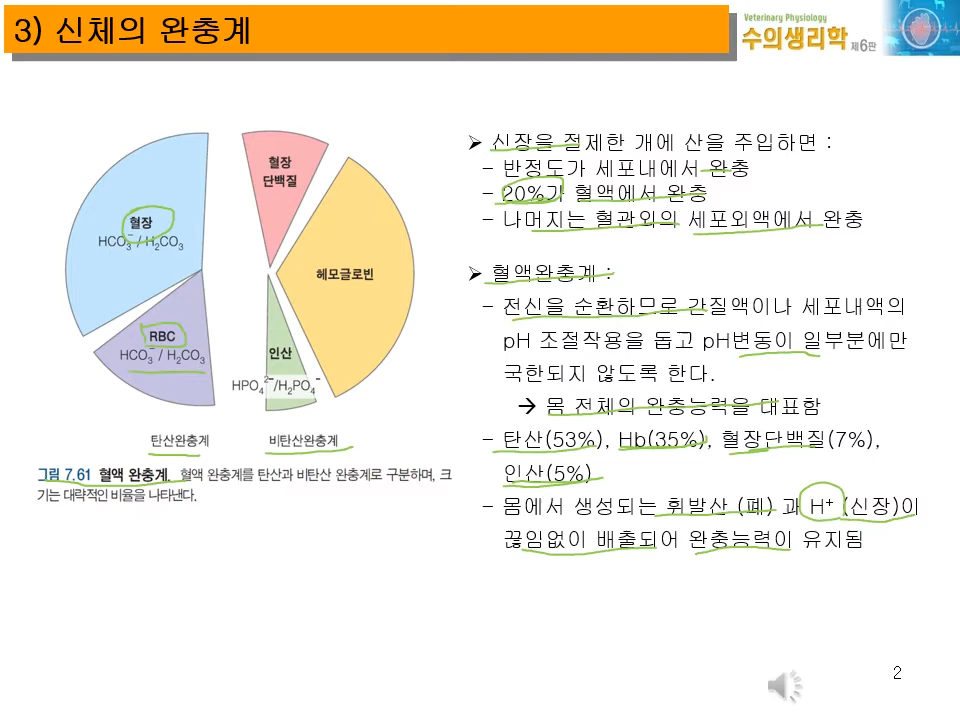 3) 신체의 완충계
Veterinary Physiology
수의생리학 제6판
혈장
HCO₃⁻ / H₂CO₃
RBC
HCO₃⁻ / H₂CO₃
혈장
단백질
헤모글로빈
인산
HPO₄²⁻/H₂PO₄⁻
탄산완충계
비탄산완충계
그림 7.61 혈액 완충계. 혈액 완충계를 탄산과 비탄산 완충계로 구분하며, 크
기는 대략적인 비율을 나타낸다.
➢ 신장을 절제한 개에 산을 주입하면 :
– 반정도가 세포내에서 완충
– 20%가 혈액에서 완충
– 나머지는 혈관외의 세포외액에서 완충
➢ 혈액완충계 :
– 전신을 순환하므로 간질액이나 세포내액의
pH 조절작용을 돕고 pH변동이 일부분에만
국한되지 않도록 한다.
→ 몸 전체의 완충능력을 대표함
– 탄산(53%), Hb(35%), 혈장단백질(7%),
인산(5%)
– 몸에서 생성되는 휘발산 (폐) 과 H⁺ (신장)이
끊임없이 배출되어 완충능력이 유지됨
2